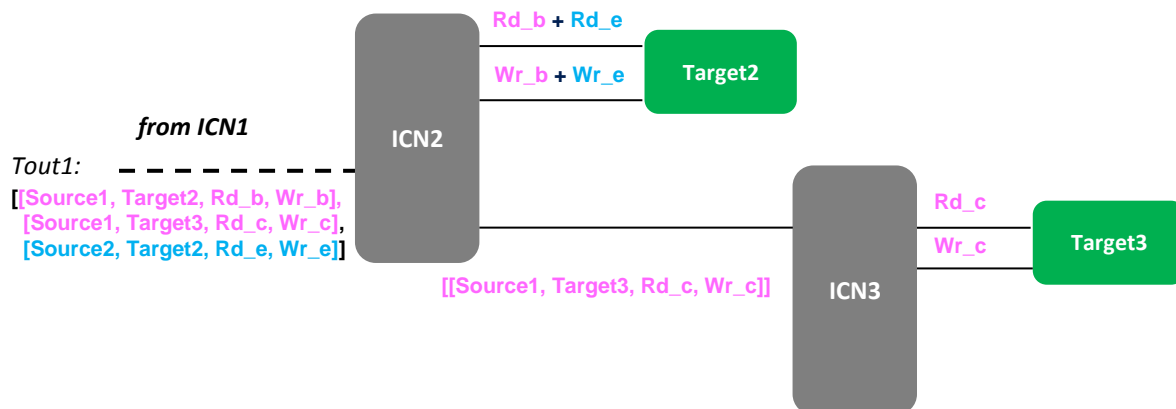 Rd_b + Rd_e
Wr_b + Wr_e
Target2
from ICN1
ICN2
Tout1:
[[Source1, Target2, Rd_b, Wr_b],
[Source1, Target3, Rd_c, Wr_c],
[Source2, Target2, Rd_e, Wr_e]]
Rd_c
Wr_c
Target3
[[Source1, Target3, Rd_c, Wr_c]]
ICN3